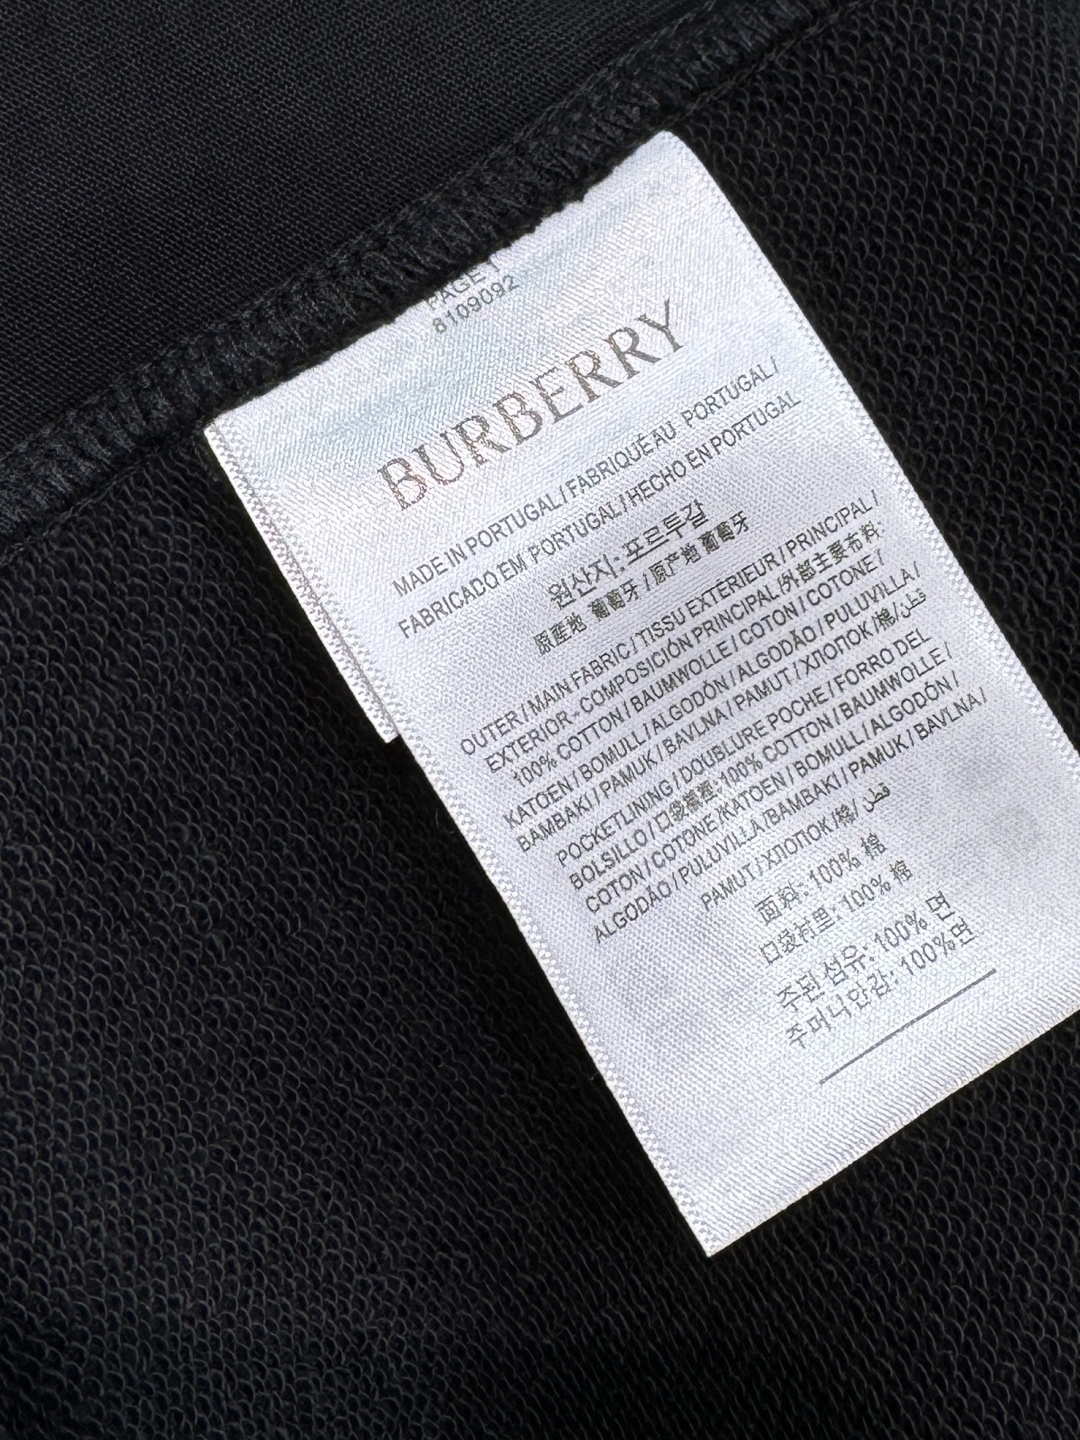 PAGE 1
8109092
BURBERRY
MADE IN PORTUGAL / FABRIQUÉ AU PORTUGAL /
FABRICADO EM PORTUGAL / HECHO EN PORTUGAL
원산지: 포르투갈
原產地 葡萄牙 / 原产地 葡萄牙
OUTER / MAIN FABRIC / TISSU EXTÉRIEUR / PRINCIPAL /
EXTERIOR - COMPOSICIÓN PRINCIPAL /外部主要布料:
100% COTTON / BAUMWOLLE / COTON / COTONE /
KATOEN / BOMULL / ALGODÓN / ALGODÃO / PULUVILLA /
BAMBAKI / PAMUK / BAVLNA / PAMUT / ХЛОПОК /棉/ قطن/
POCKET LINING / DOUBLURE POCHE / FORRO DEL
BOLSILLO / 口袋襯裡:100% COTTON / BAUMWOLLE /
COTON / COTONE /KATOEN / BOMULL / ALGODÓN /
ALGODÃO / PULUVILLA /BAMBAKI / PAMUK / BAVLNA /
PAMUT / ХЛОПОК /棉/ قطن /
面料: 100% 棉
口袋衬里: 100% 棉
주된 섬유: 100% 면
주머니안감: 100%면